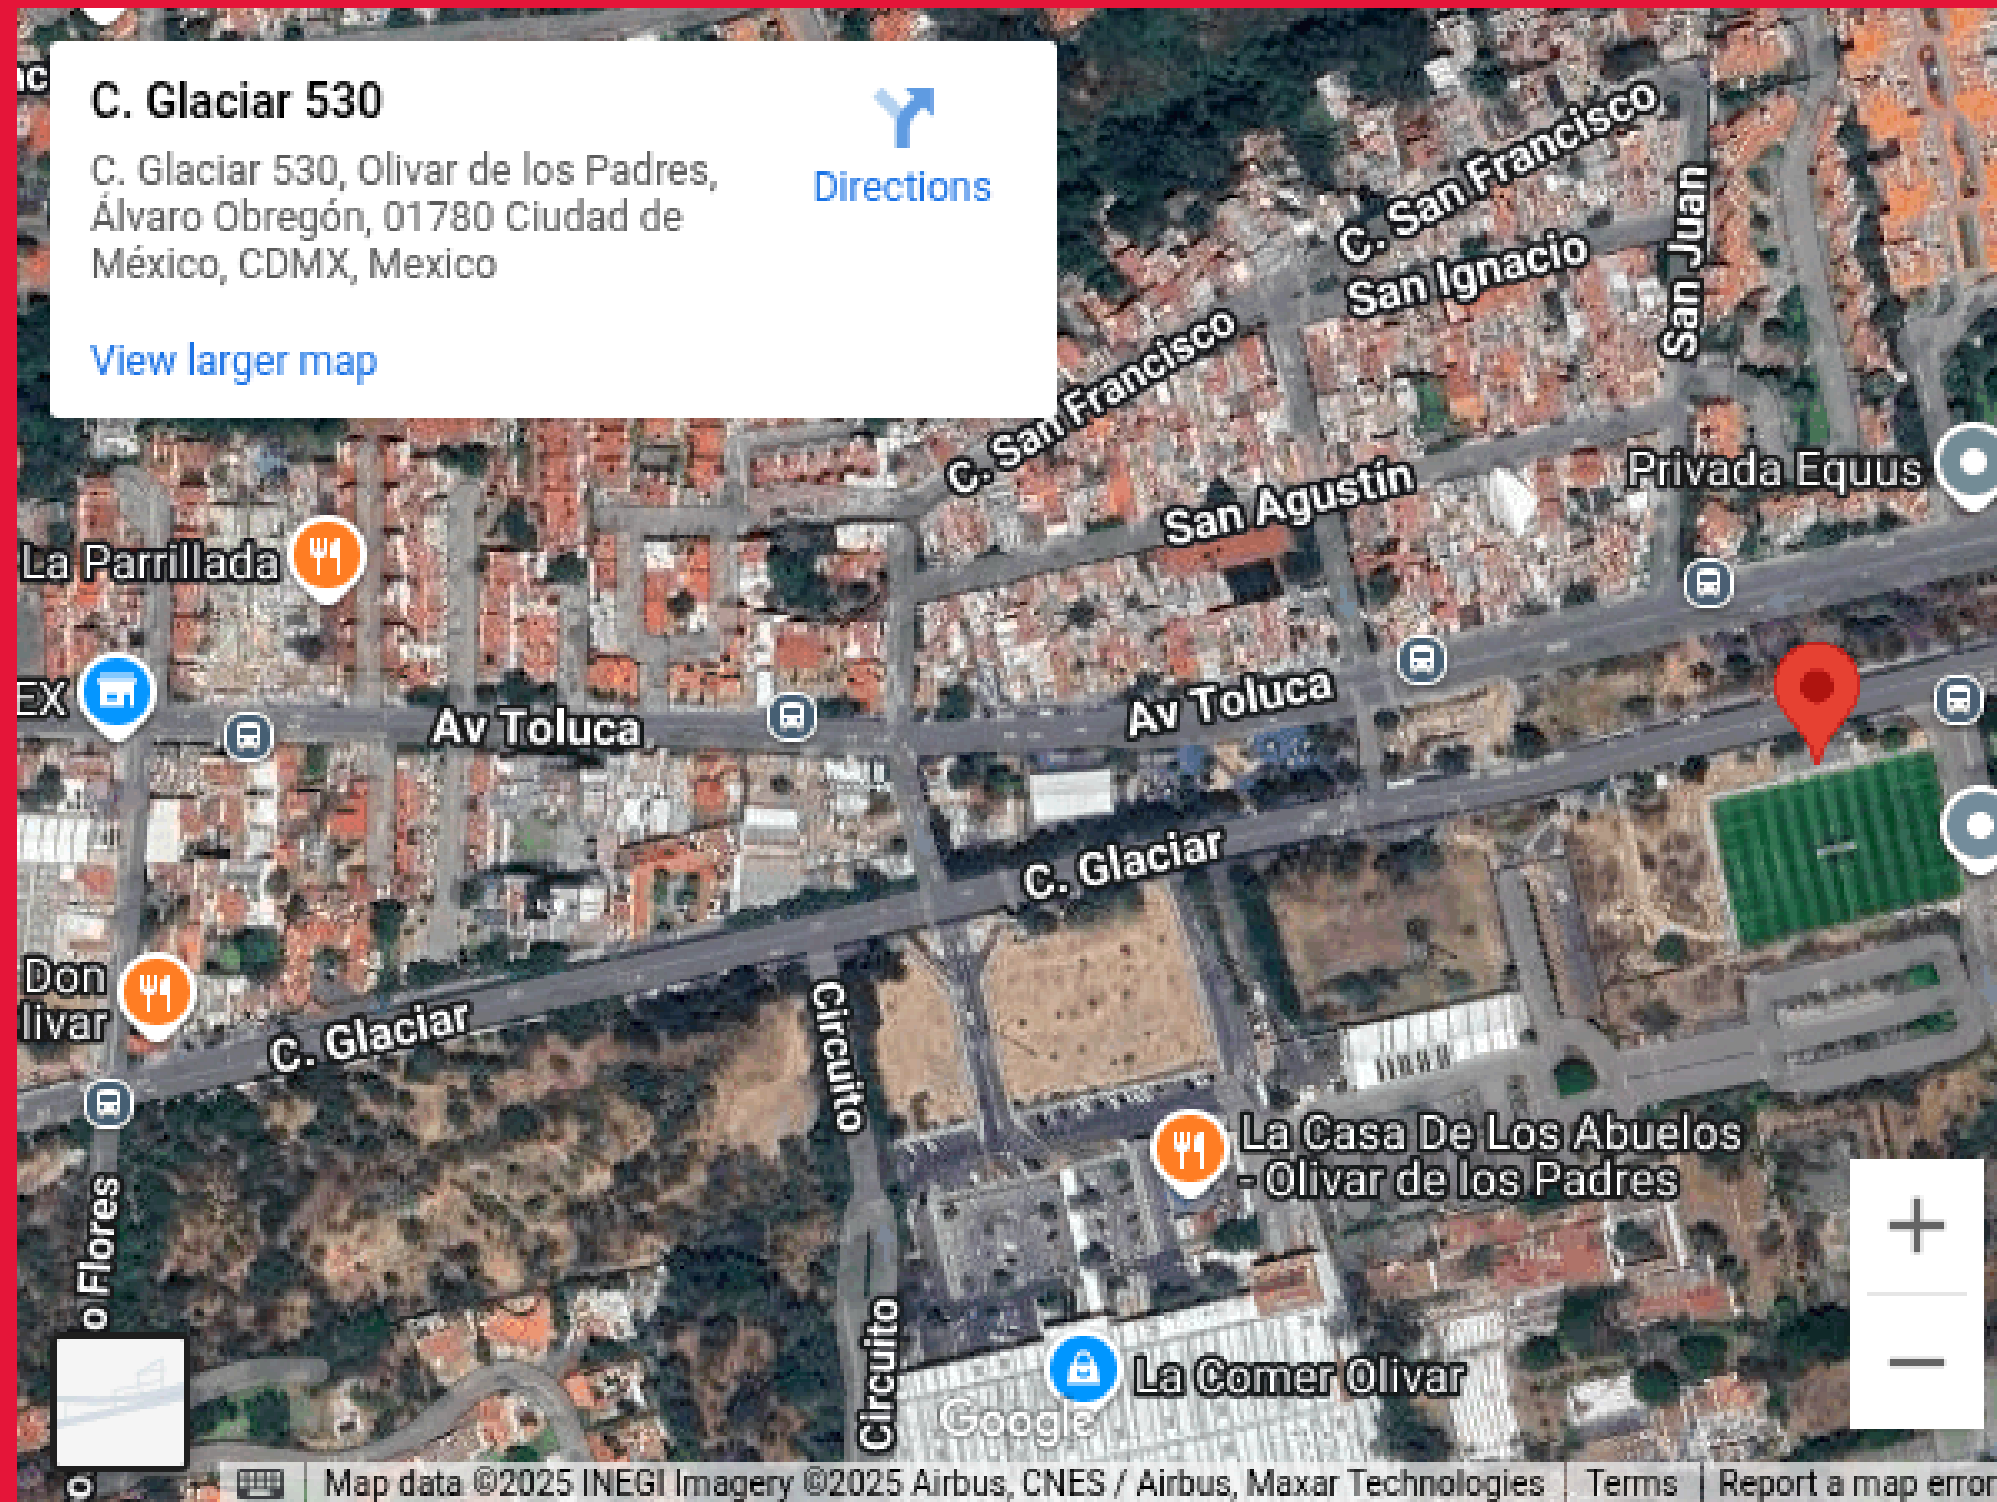 C. Glaciar 530
C. Glaciar 530, Olivar de los Padres,
Álvaro Obregón, 01780 Ciudad de
México, CDMX, Mexico
Directions
View larger map
C. San Francisco
San Ignacio
San Juan
C. San Francisco
San Agustín
Privada Equus
La Parrillada
EX
Av Toluca
Av Toluca
C. Glaciar
Don
livar
C. Glaciar
Circuito
La Casa De Los Abuelos
- Olivar de los Padres
o Flores
Circuito
La Comer Olivar
Google
Map data ©2025 INEGI Imagery ©2025 Airbus, CNES / Airbus, Maxar Technologies
Terms
Report a map error